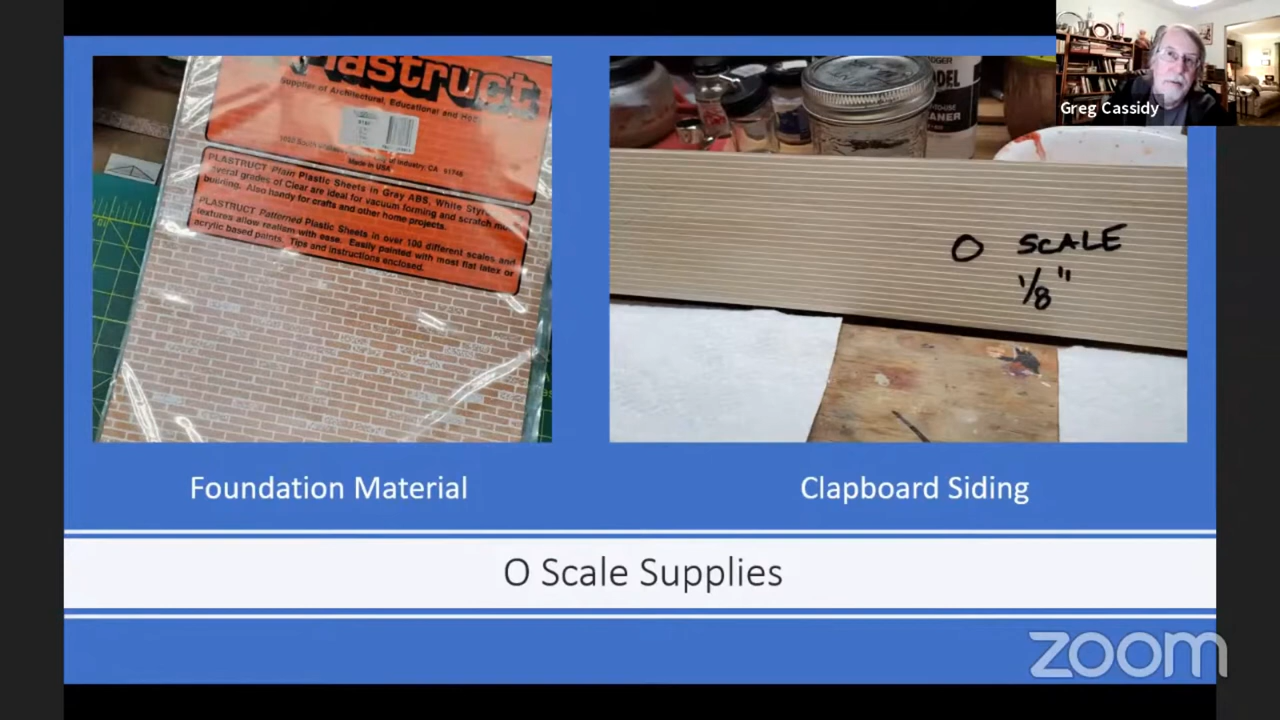 Plastruct
supplier of Architectural, Educational and Hobby
Made in USA
PLASTRUCT Plain Plastic Sheets in Gray ABS, White Styrene
several grades of Clear are ideal for vacuum forming and scratch model
building. Also handy for crafts and other home projects.
PLASTRUCT Patterned Plastic Sheets in over 100 different scales and
textures allow realism with ease. Easily painted with most flat latex or
acrylic based paints. Tips and instructions enclosed.
O SCALE
1/8"
Greg Cassidy
Foundation Material
Clapboard Siding
O Scale Supplies
zoom